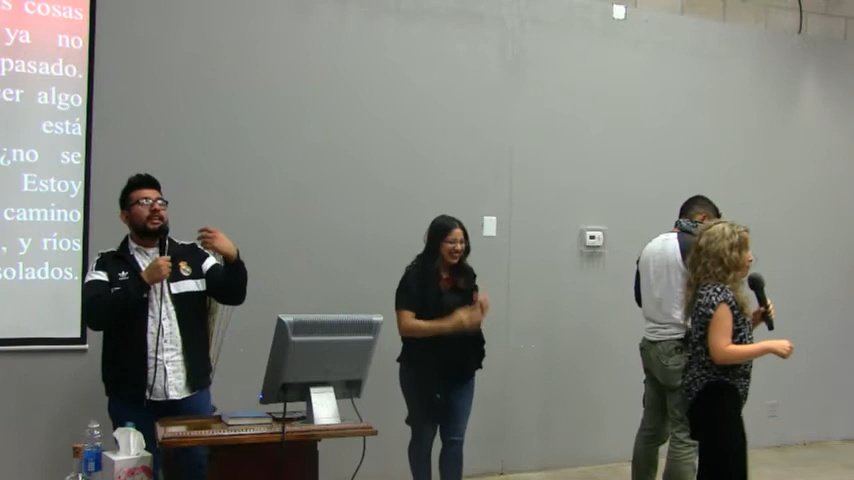 s cosas
ya no
pasado.
er algo
está
¿no se
Estoy
camino
, y ríos
solados.